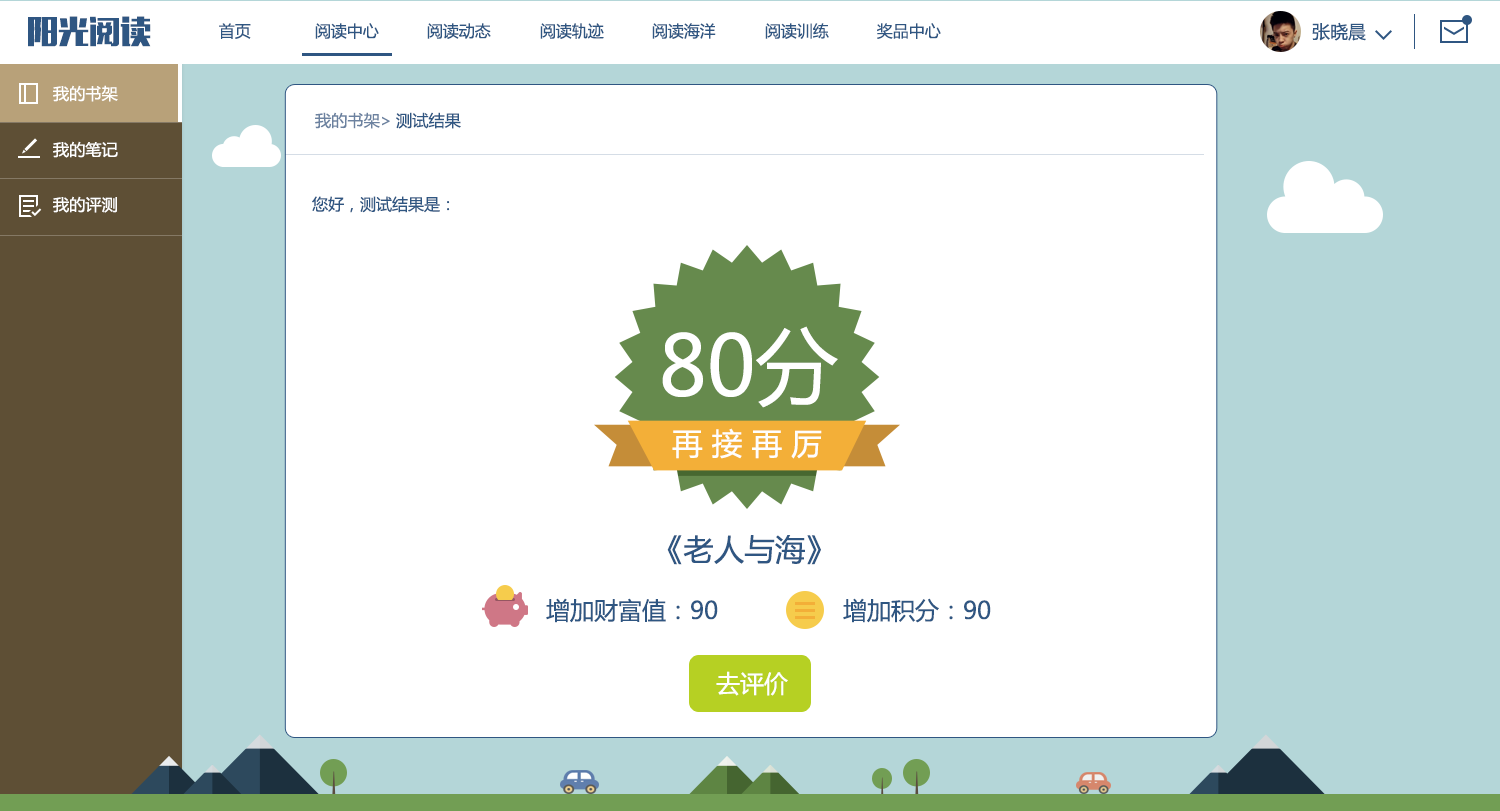 阳光阅读 首页 阅读中心 阅读动态 阅读轨迹 阅读海洋 阅读训练 奖品中心 张晓晨
我的书架
我的笔记
我的评测
我的书架> 测试结果
您好，测试结果是：
80分
再接再厉
《老人与海》
增加财富值：90 增加积分：90
去评价